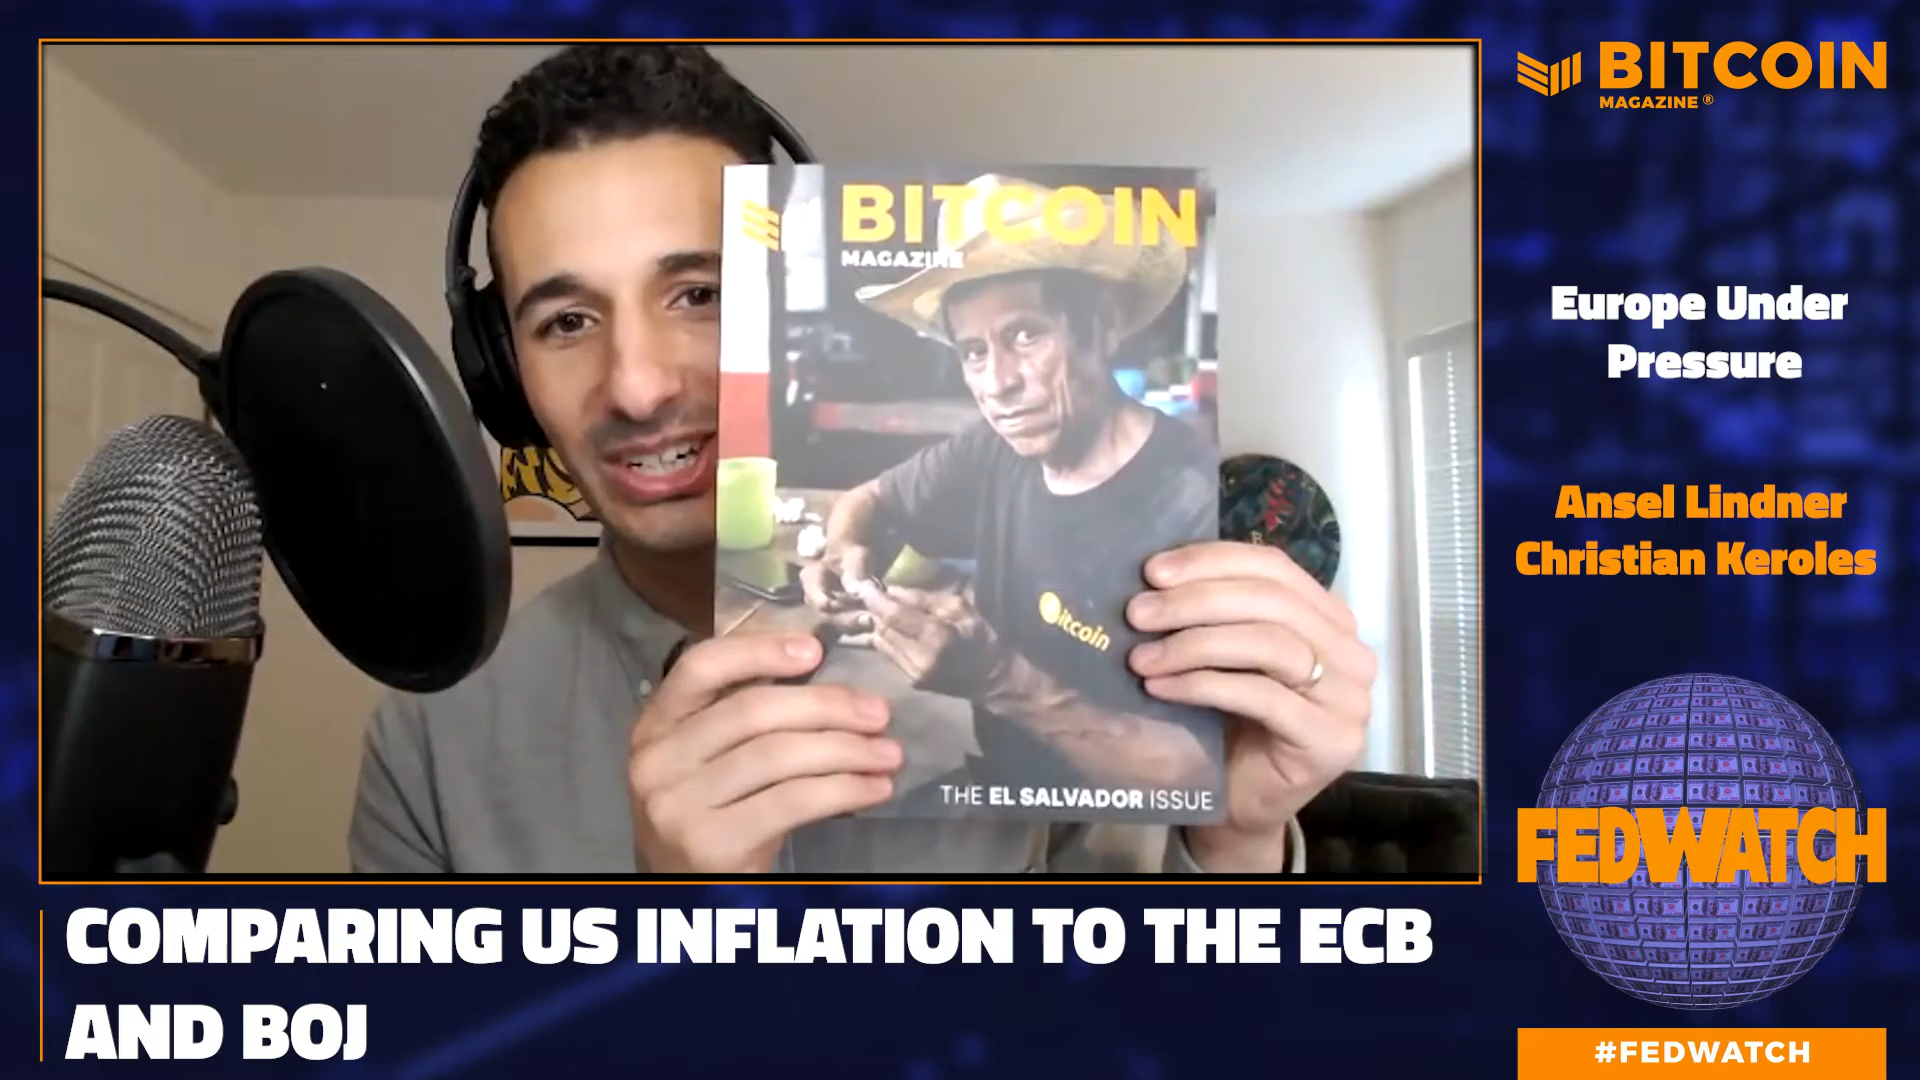 BITCOIN
MAGAZINE®
BITCOIN
MAGAZINE
Bitcoin
THE EL SALVADOR ISSUE
Europe Under
Pressure
Ansel Lindner
Christian Keroles
FEDWATCH
#FEDWATCH
COMPARING US INFLATION TO THE ECB
AND BOJ